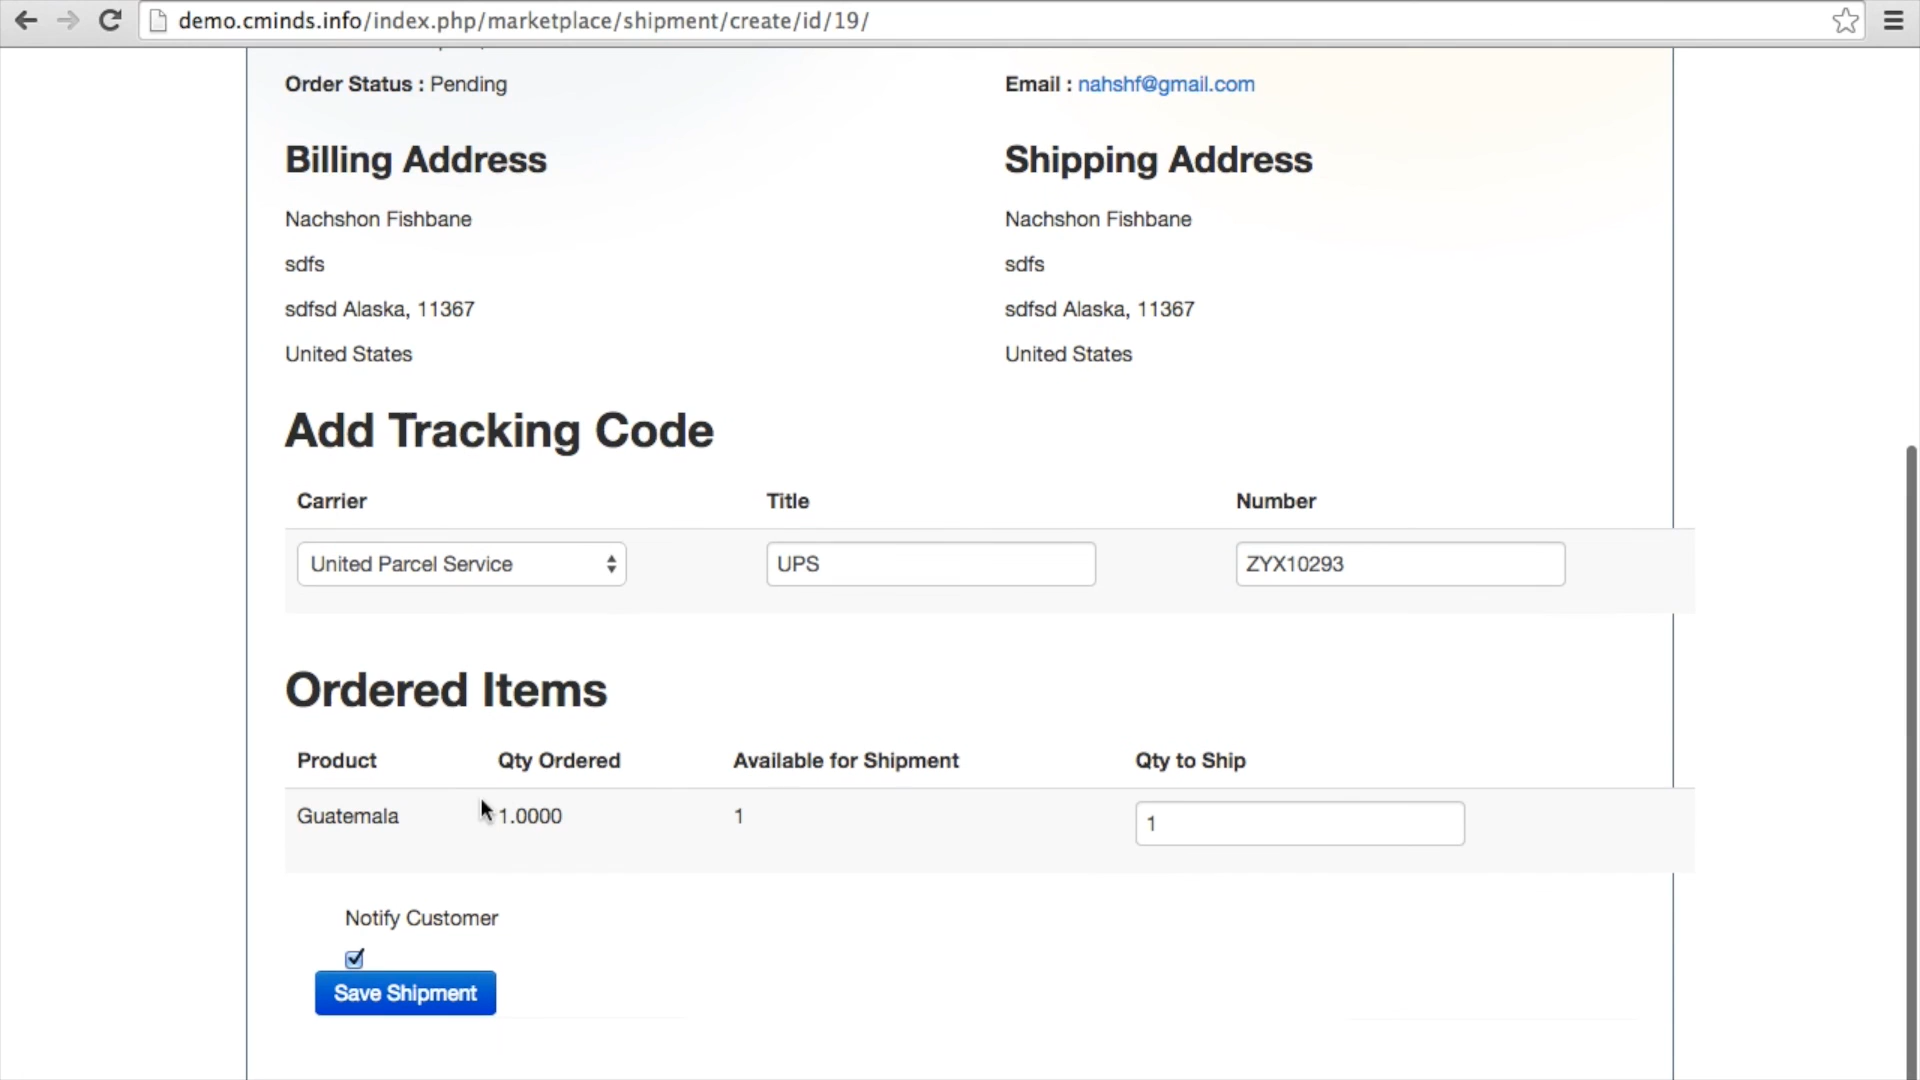 demo.cminds.info/index.php/marketplace/shipment/create/id/19/
Order Status : Pending
Email : nahshf@gmail.com
Billing Address
Shipping Address
Nachshon Fishbane
Nachshon Fishbane
sdfs
sdfs
sdfsd Alaska, 11367
sdfsd Alaska, 11367
United States
United States
Add Tracking Code
Carrier Title Number
United Parcel Service UPS ZYX10293
Ordered Items
Product Qty Ordered Available for Shipment Qty to Ship
Guatemala 1.0000 1 1
Notify Customer
Save Shipment